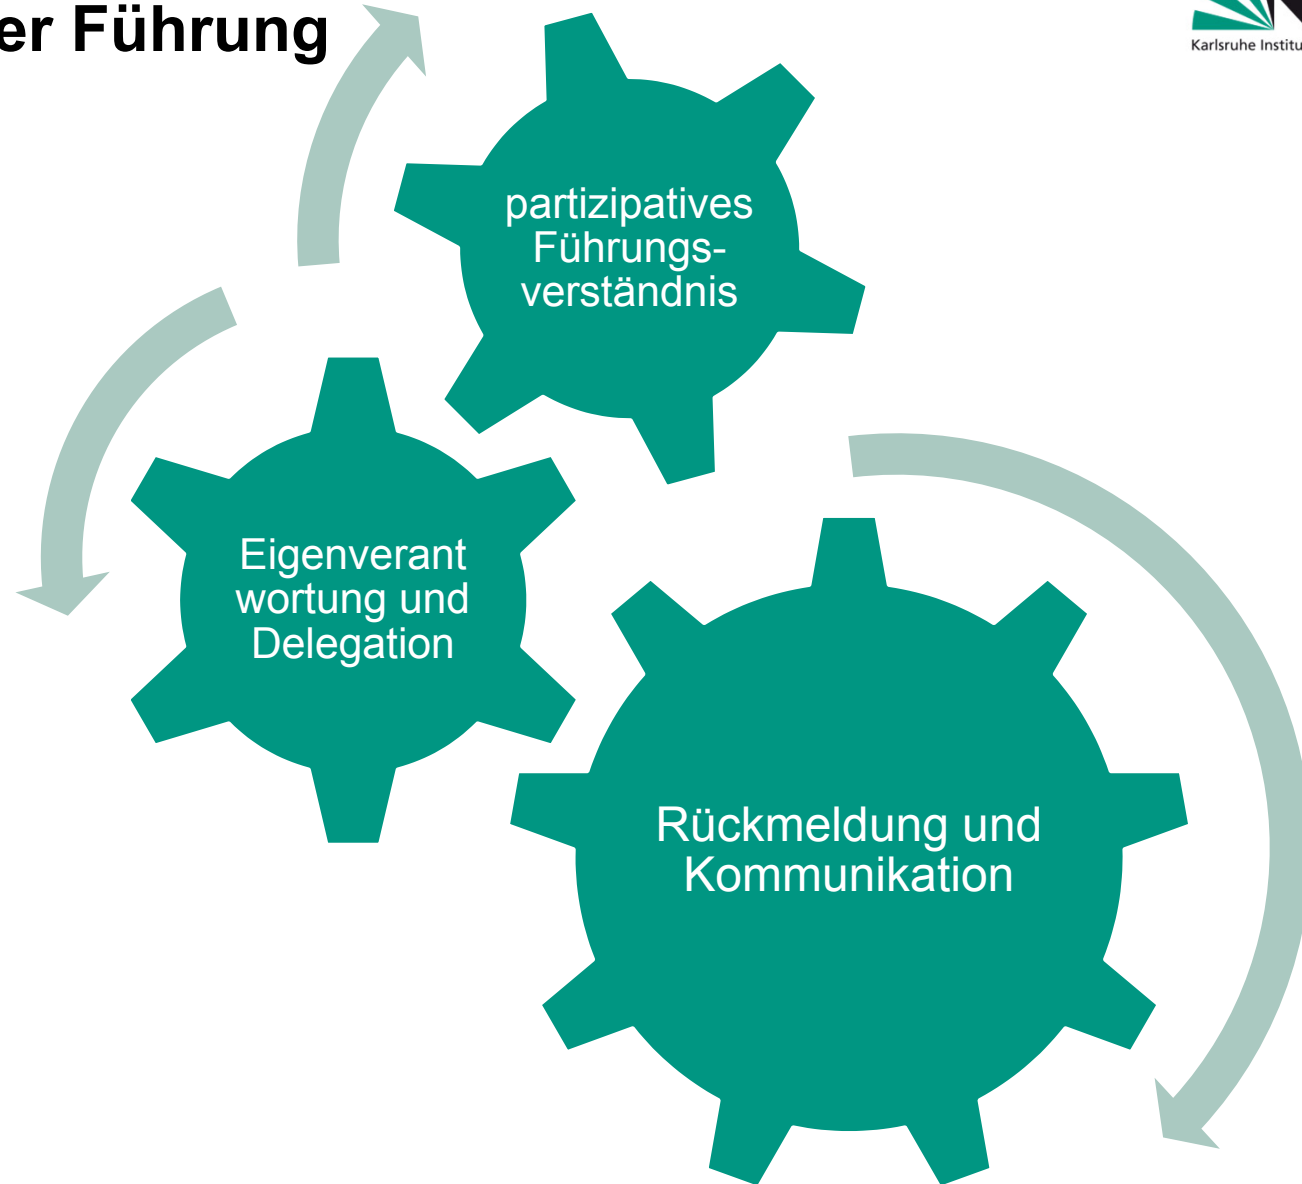 er Führung
Karlsruhe Institu
partizipatives
Führungs-
verständnis
Eigenverant
wortung und
Delegation
Rückmeldung und
Kommunikation